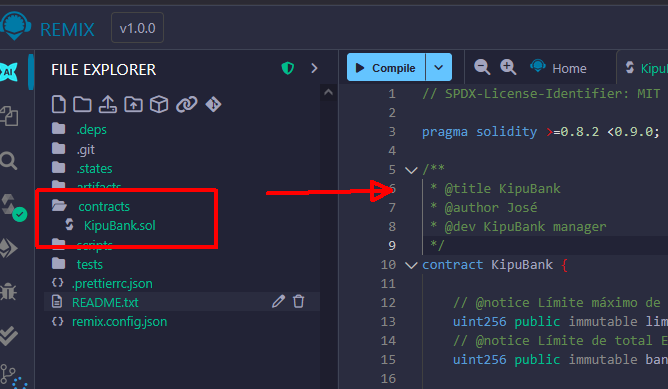 REMIX v1.0.0
FILE EXPLORER
Compile
Home
.deps
.git
.states
artifacts
contracts
KipuBank.sol
scripts
tests
.prettierrc.json
README.txt
remix.config.json
AI
1 // SPDX-License-Identifier: MIT
2
3 pragma solidity >=0.8.2 <0.9.0;
4
5 /**
6 * @title KipuBank
7 * @author José
8 * @dev KipuBank manager
9 */
10 contract KipuBank {
11
12 // @notice Límite máximo de
13 uint256 public immutable lim
14 // @notice Límite de total E
15 uint256 public immutable ban
16